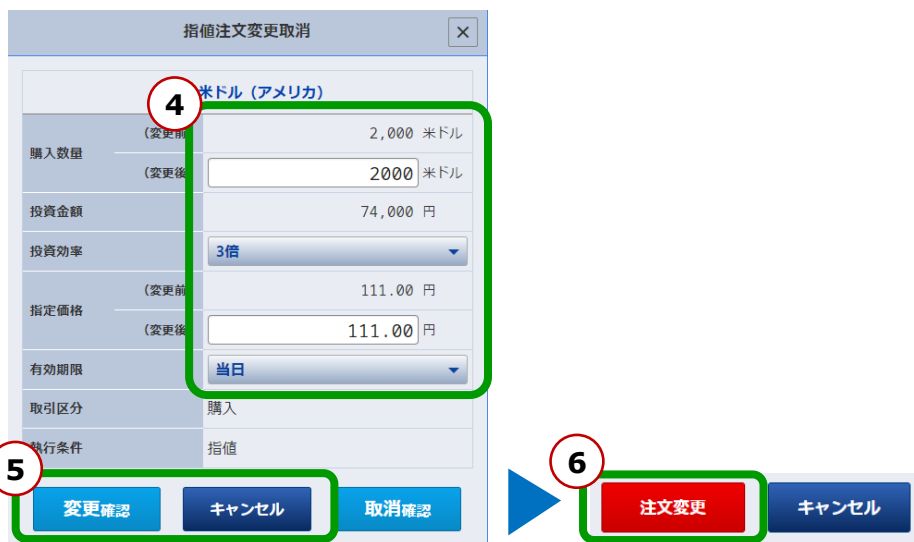 指値注文変更取消
×
米ドル（アメリカ）
4
購入数量
（変更前
2,000 米ドル
（変更後
2000 米ドル
投資金額 74,000 円
投資効率 3倍
指定価格
（変更前
111.00 円
（変更後
111.00 円
有効期限 当日
取引区分 購入
執行条件 指値
5
変更確認 キャンセル 取消確認
6
注文変更 キャンセル